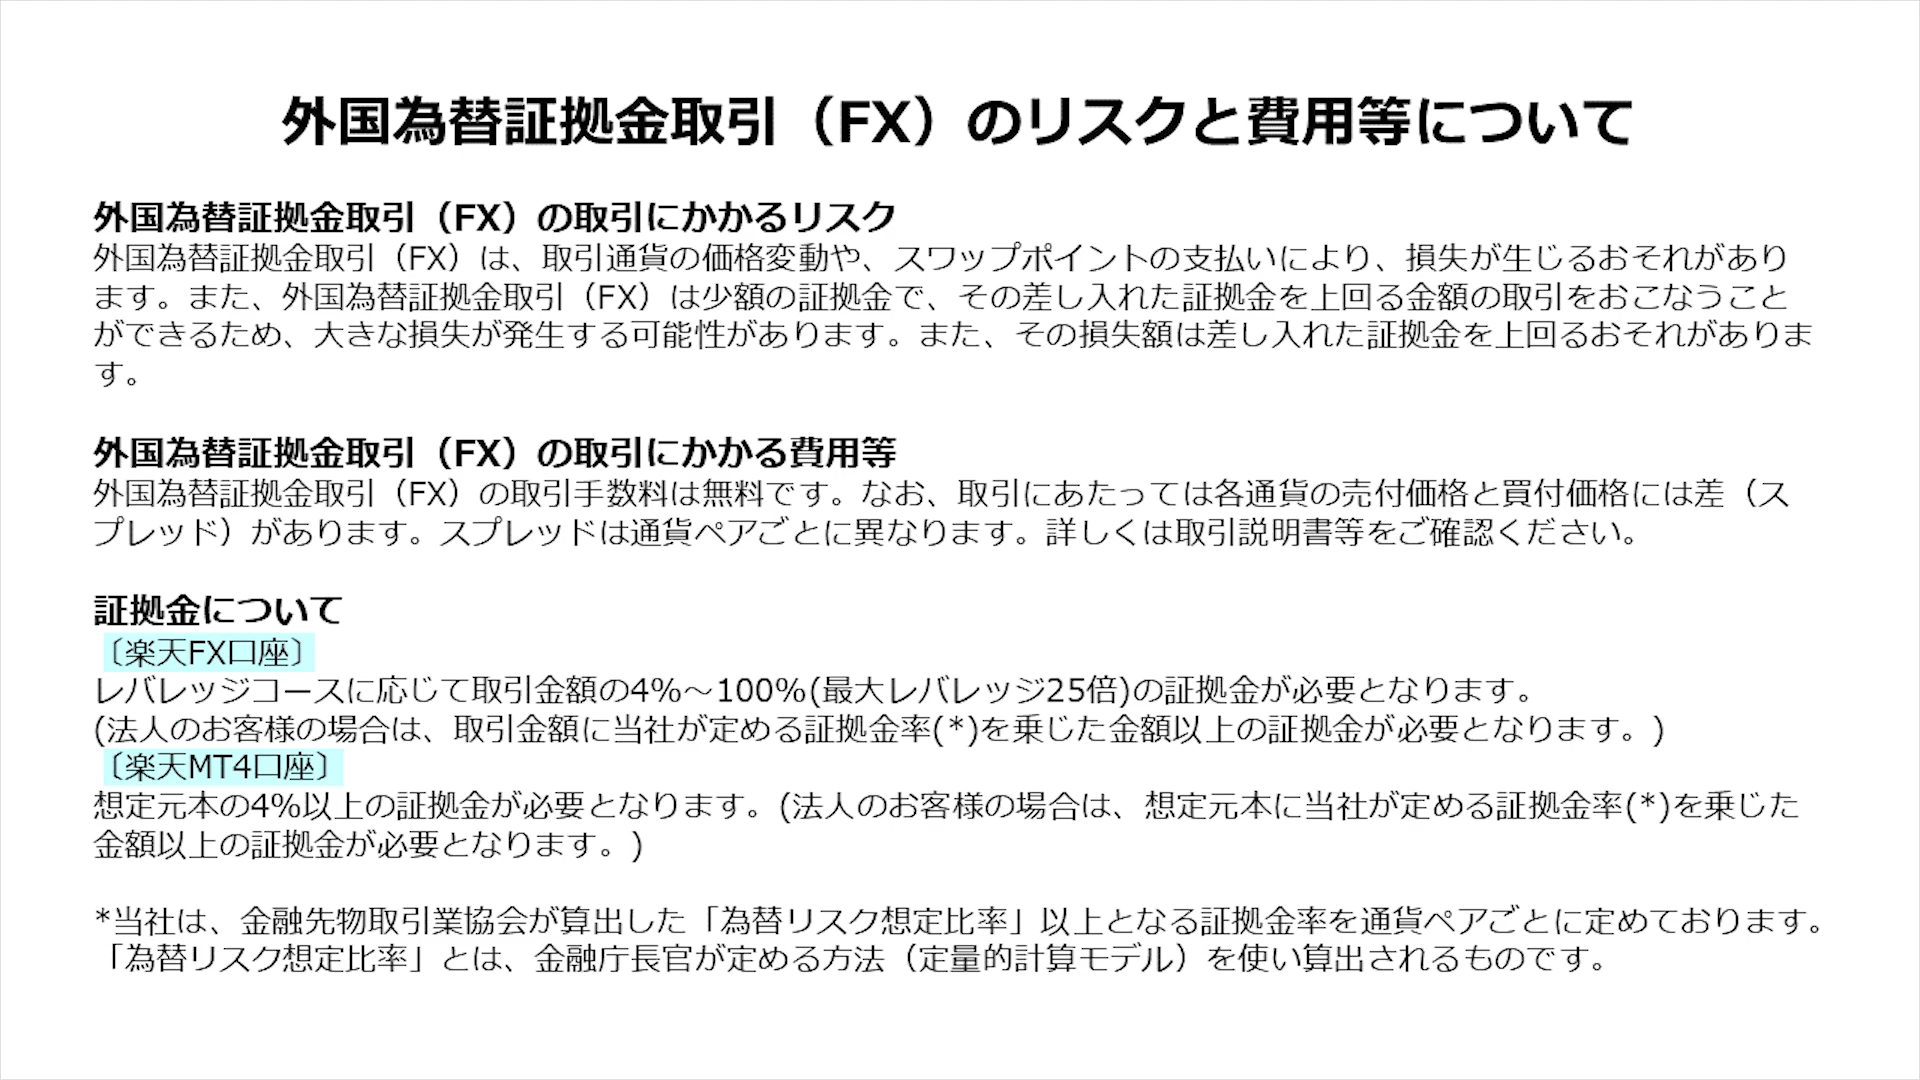 外国為替証拠金取引（FX）のリスクと費用等について
外国為替証拠金取引（FX）の取引にかかるリスク
外国為替証拠金取引（FX）は、取引通貨の価格変動や、スワップポイントの支払いにより、損失が生じるおそれがあり
ます。また、外国為替証拠金取引（FX）は少額の証拠金で、その差し入れた証拠金を上回る金額の取引をおこなうこと
ができるため、大きな損失が発生する可能性があります。また、その損失額は差し入れた証拠金を上回るおそれがありま
す。
外国為替証拠金取引（FX）の取引にかかる費用等
外国為替証拠金取引（FX）の取引手数料は無料です。なお、取引にあたっては各通貨の売付価格と買付価格には差（ス
プレッド）があります。スプレッドは通貨ペアごとに異なります。詳しくは取引説明書等をご確認ください。
証拠金について
〔楽天FX口座〕
レバレッジコースに応じて取引金額の4%～100%(最大レバレッジ25倍)の証拠金が必要となります。
(法人のお客様の場合は、取引金額に当社が定める証拠金率(*)を乗じた金額以上の証拠金が必要となります。)
〔楽天MT4口座〕
想定元本の4%以上の証拠金が必要となります。(法人のお客様の場合は、想定元本に当社が定める証拠金率(*)を乗じた
金額以上の証拠金が必要となります。)
*当社は、金融先物取引業協会が算出した「為替リスク想定比率」以上となる証拠金率を通貨ペアごとに定めております。
「為替リスク想定比率」とは、金融庁長官が定める方法（定量的計算モデル）を使い算出されるものです。